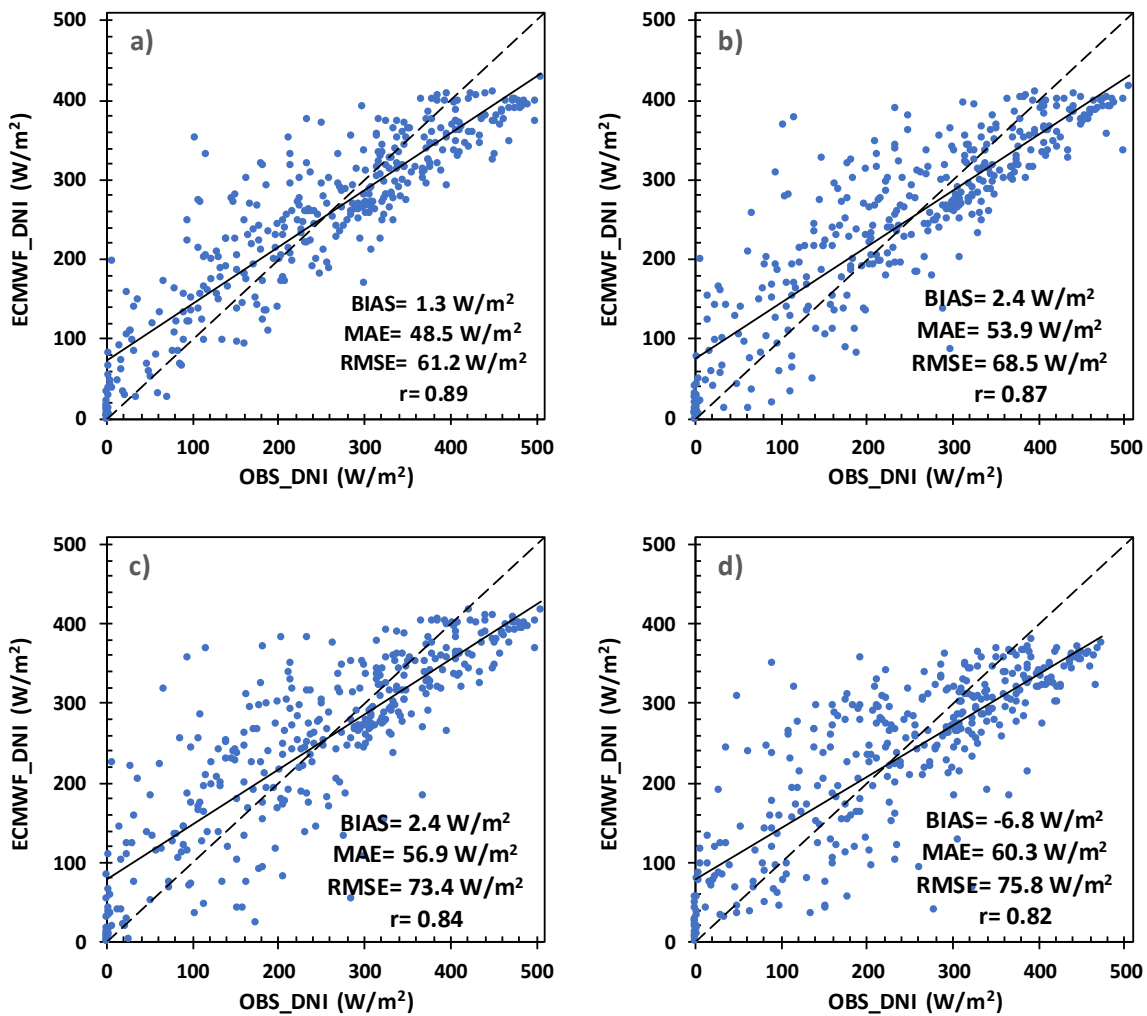 a)
500
400
300
200
100
0
ECMWF_DNI (W/m²)
BIAS= 1.3 W/m²
MAE= 48.5 W/m²
RMSE= 61.2 W/m²
r= 0.89
0 100 200 300 400 500
OBS_DNI (W/m²)
b)
500
400
300
200
100
0
ECMWF_DNI (W/m²)
BIAS= 2.4 W/m²
MAE= 53.9 W/m²
RMSE= 68.5 W/m²
r= 0.87
0 100 200 300 400 500
OBS_DNI (W/m²)
c)
500
400
300
200
100
0
ECMWF_DNI (W/m²)
BIAS= 2.4 W/m²
MAE= 56.9 W/m²
RMSE= 73.4 W/m²
r= 0.84
0 100 200 300 400 500
OBS_DNI (W/m²)
d)
500
400
300
200
100
0
ECMWF_DNI (W/m²)
BIAS= -6.8 W/m²
MAE= 60.3 W/m²
RMSE= 75.8 W/m²
r= 0.82
0 100 200 300 400 500
OBS_DNI (W/m²)